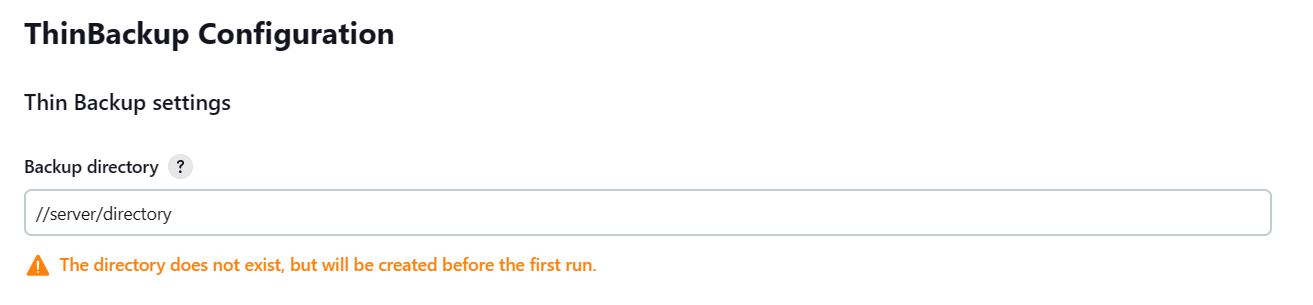 ThinBackup Configuration
Thin Backup settings
Backup directory ?
//server/directory
The directory does not exist, but will be created before the first run.